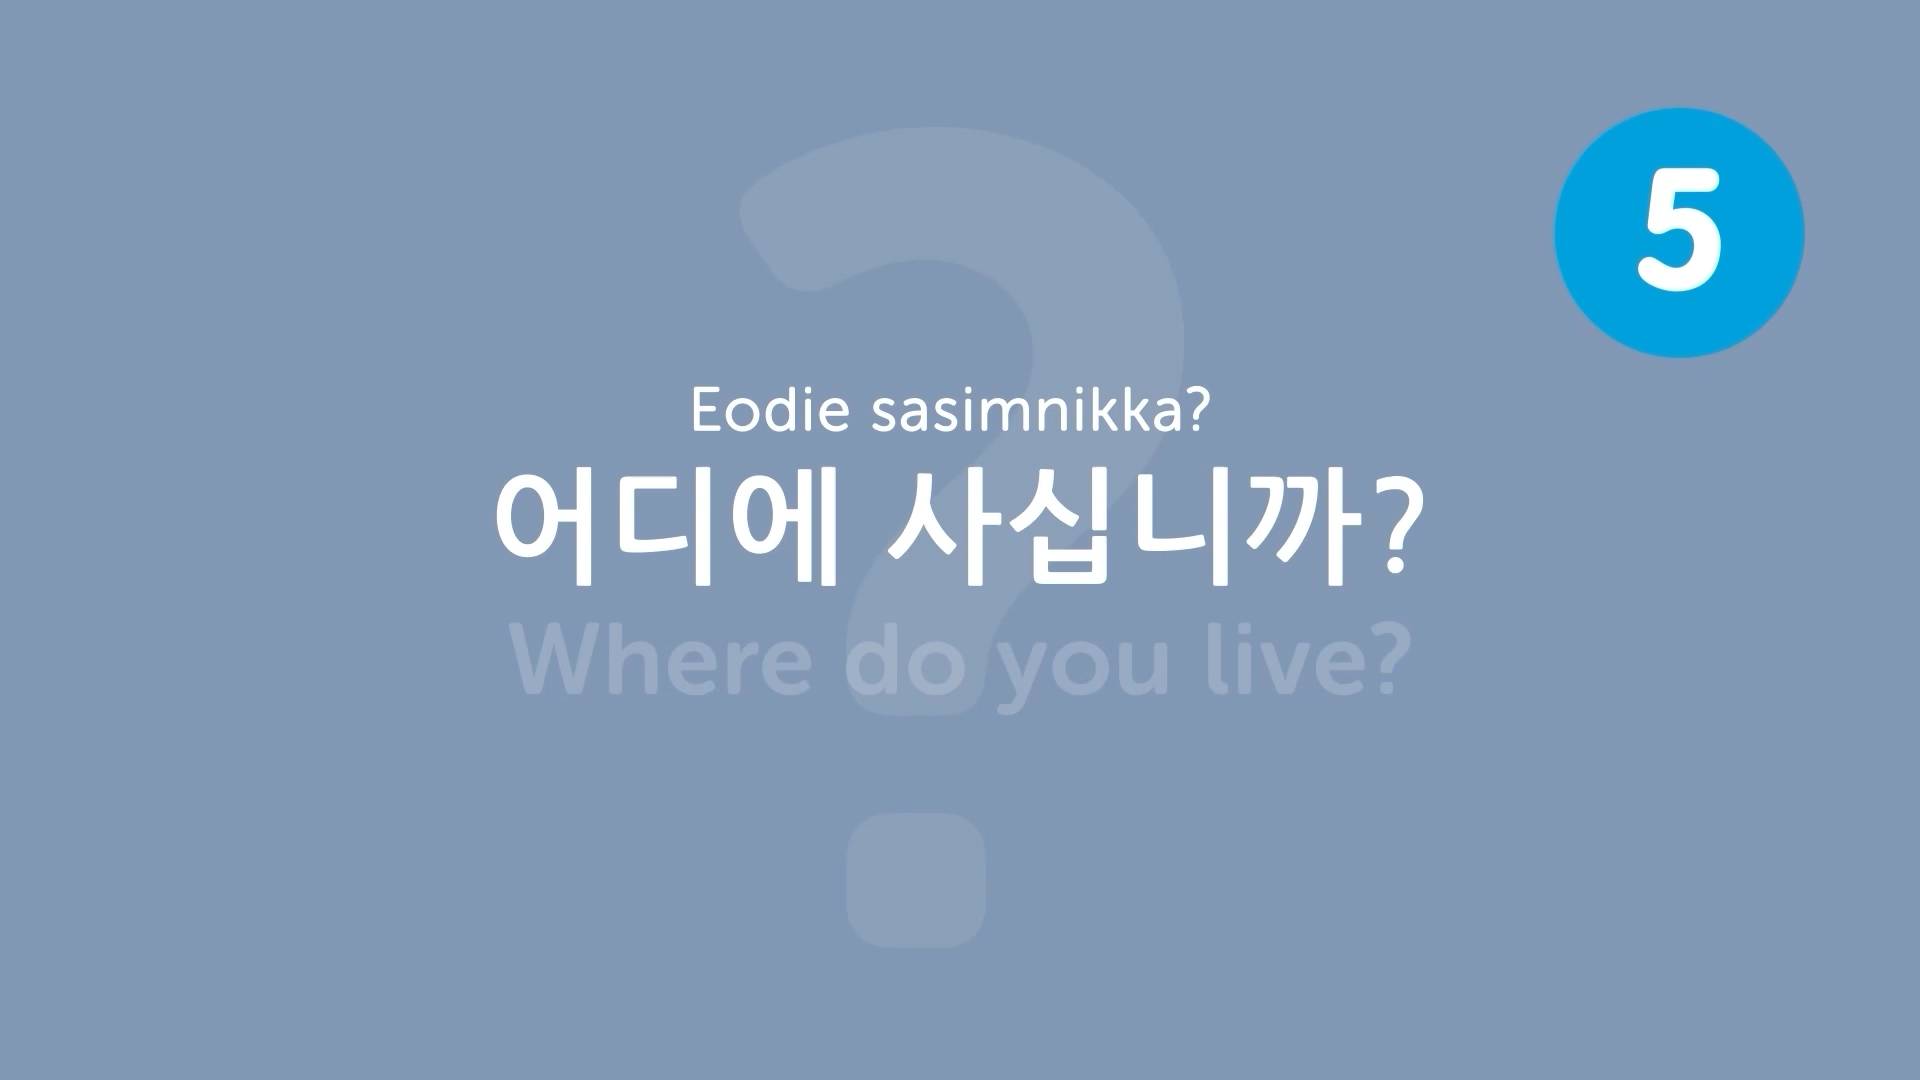 5
Eodie sasimnikka?
어디에 사십니까?
Where do you live?